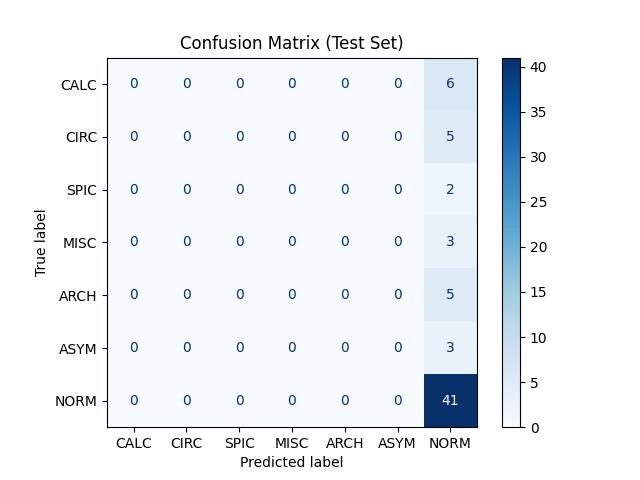 Confusion Matrix (Test Set)
CALC 0 0 0 0 0 0 6
CIRC 0 0 0 0 0 0 5
SPIC 0 0 0 0 0 0 2
MISC 0 0 0 0 0 0 3
ARCH 0 0 0 0 0 0 5
ASYM 0 0 0 0 0 0 3
NORM 0 0 0 0 0 0 41
CALC CIRC SPIC MISC ARCH ASYM NORM
Predicted label
True label
40
35
30
25
20
15
10
5
0